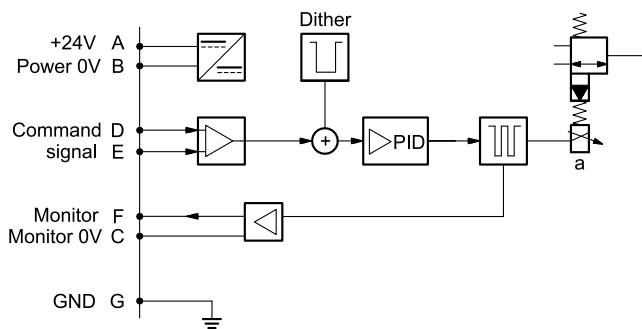 Dither
+24V A
Power 0V B
Command D
signal E
PID
a
Monitor F
Monitor 0V C
GND G